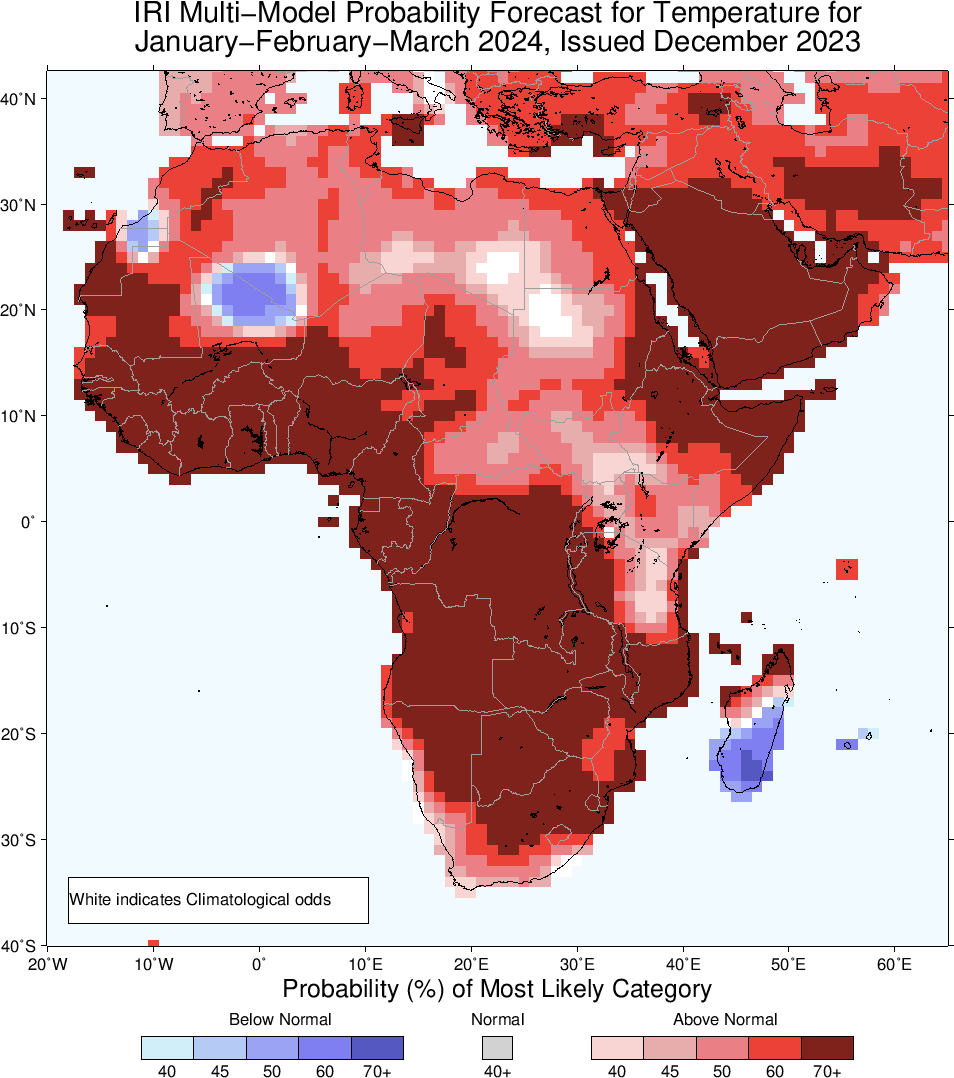 IRI Multi−Model Probability Forecast for Temperature for
January−February−March 2024, Issued December 2023
40˚N
30˚N
20˚N
10˚N
0˚
10˚S
20˚S
30˚S
40˚S
White indicates Climatological odds
20˚W 10˚W 0˚ 10˚E 20˚E 30˚E 40˚E 50˚E 60˚E
Probability (%) of Most Likely Category
Below Normal Normal Above Normal
40 45 50 60 70+ 40+ 40 45 50 60 70+